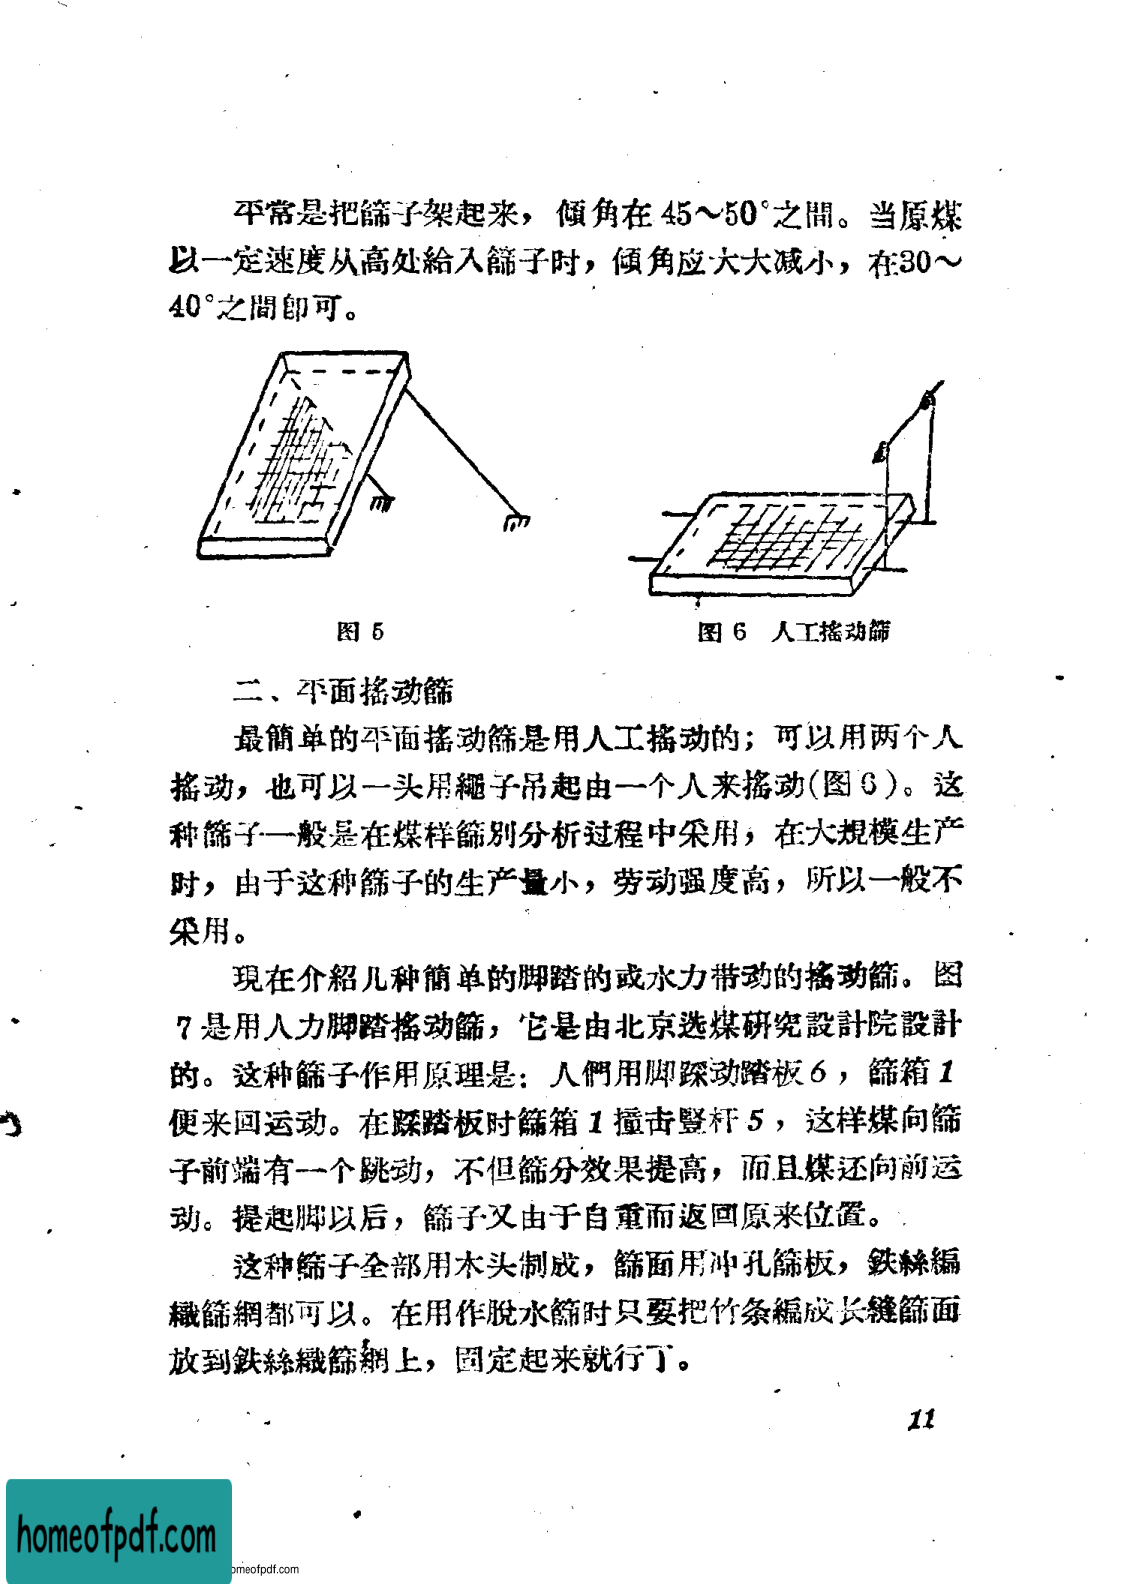 平常是把篩子架起来，傾角在45～50°之間。当原煤
以一定速度从高处給入篩子时，傾角应大大减小，在30～
40°之間卽可。
图 5
图 6　人工搖动篩
二、平面搖动篩
最簡单的平面搖动篩是用人工搖动的；可以用两个人
搖动，也可以一头用繩子吊起由一个人来搖动(图 6)。这
种篩子一般是在煤样篩別分析过程中采用，在大規模生产
时，由于这种篩子的生产量小，劳动强度高，所以一般不
采用。
現在介紹几种簡单的脚踏的或水力带动的搖动篩。图
7是用人力脚踏搖动篩，它是由北京选煤研究設計院設計
的。这种篩子作用原理是：人們用脚踩动踏板6，篩箱1
便来回运动。在踩踏板时篩箱1撞击豎杆5，这样煤向篩
子前端有一个跳动，不但篩分效果提高，而且煤还向前运
动。提起脚以后，篩子又由于自重而返回原来位置。
这种篩子全部用木头制成，篩面用冲孔篩板，鉄絲編
織篩網都可以。在用作脫水篩时只要把竹条編成长縫篩面
放到鉄絲織篩網上，固定起来就行了。
11
homeofpdf.com
omeofpdf.com